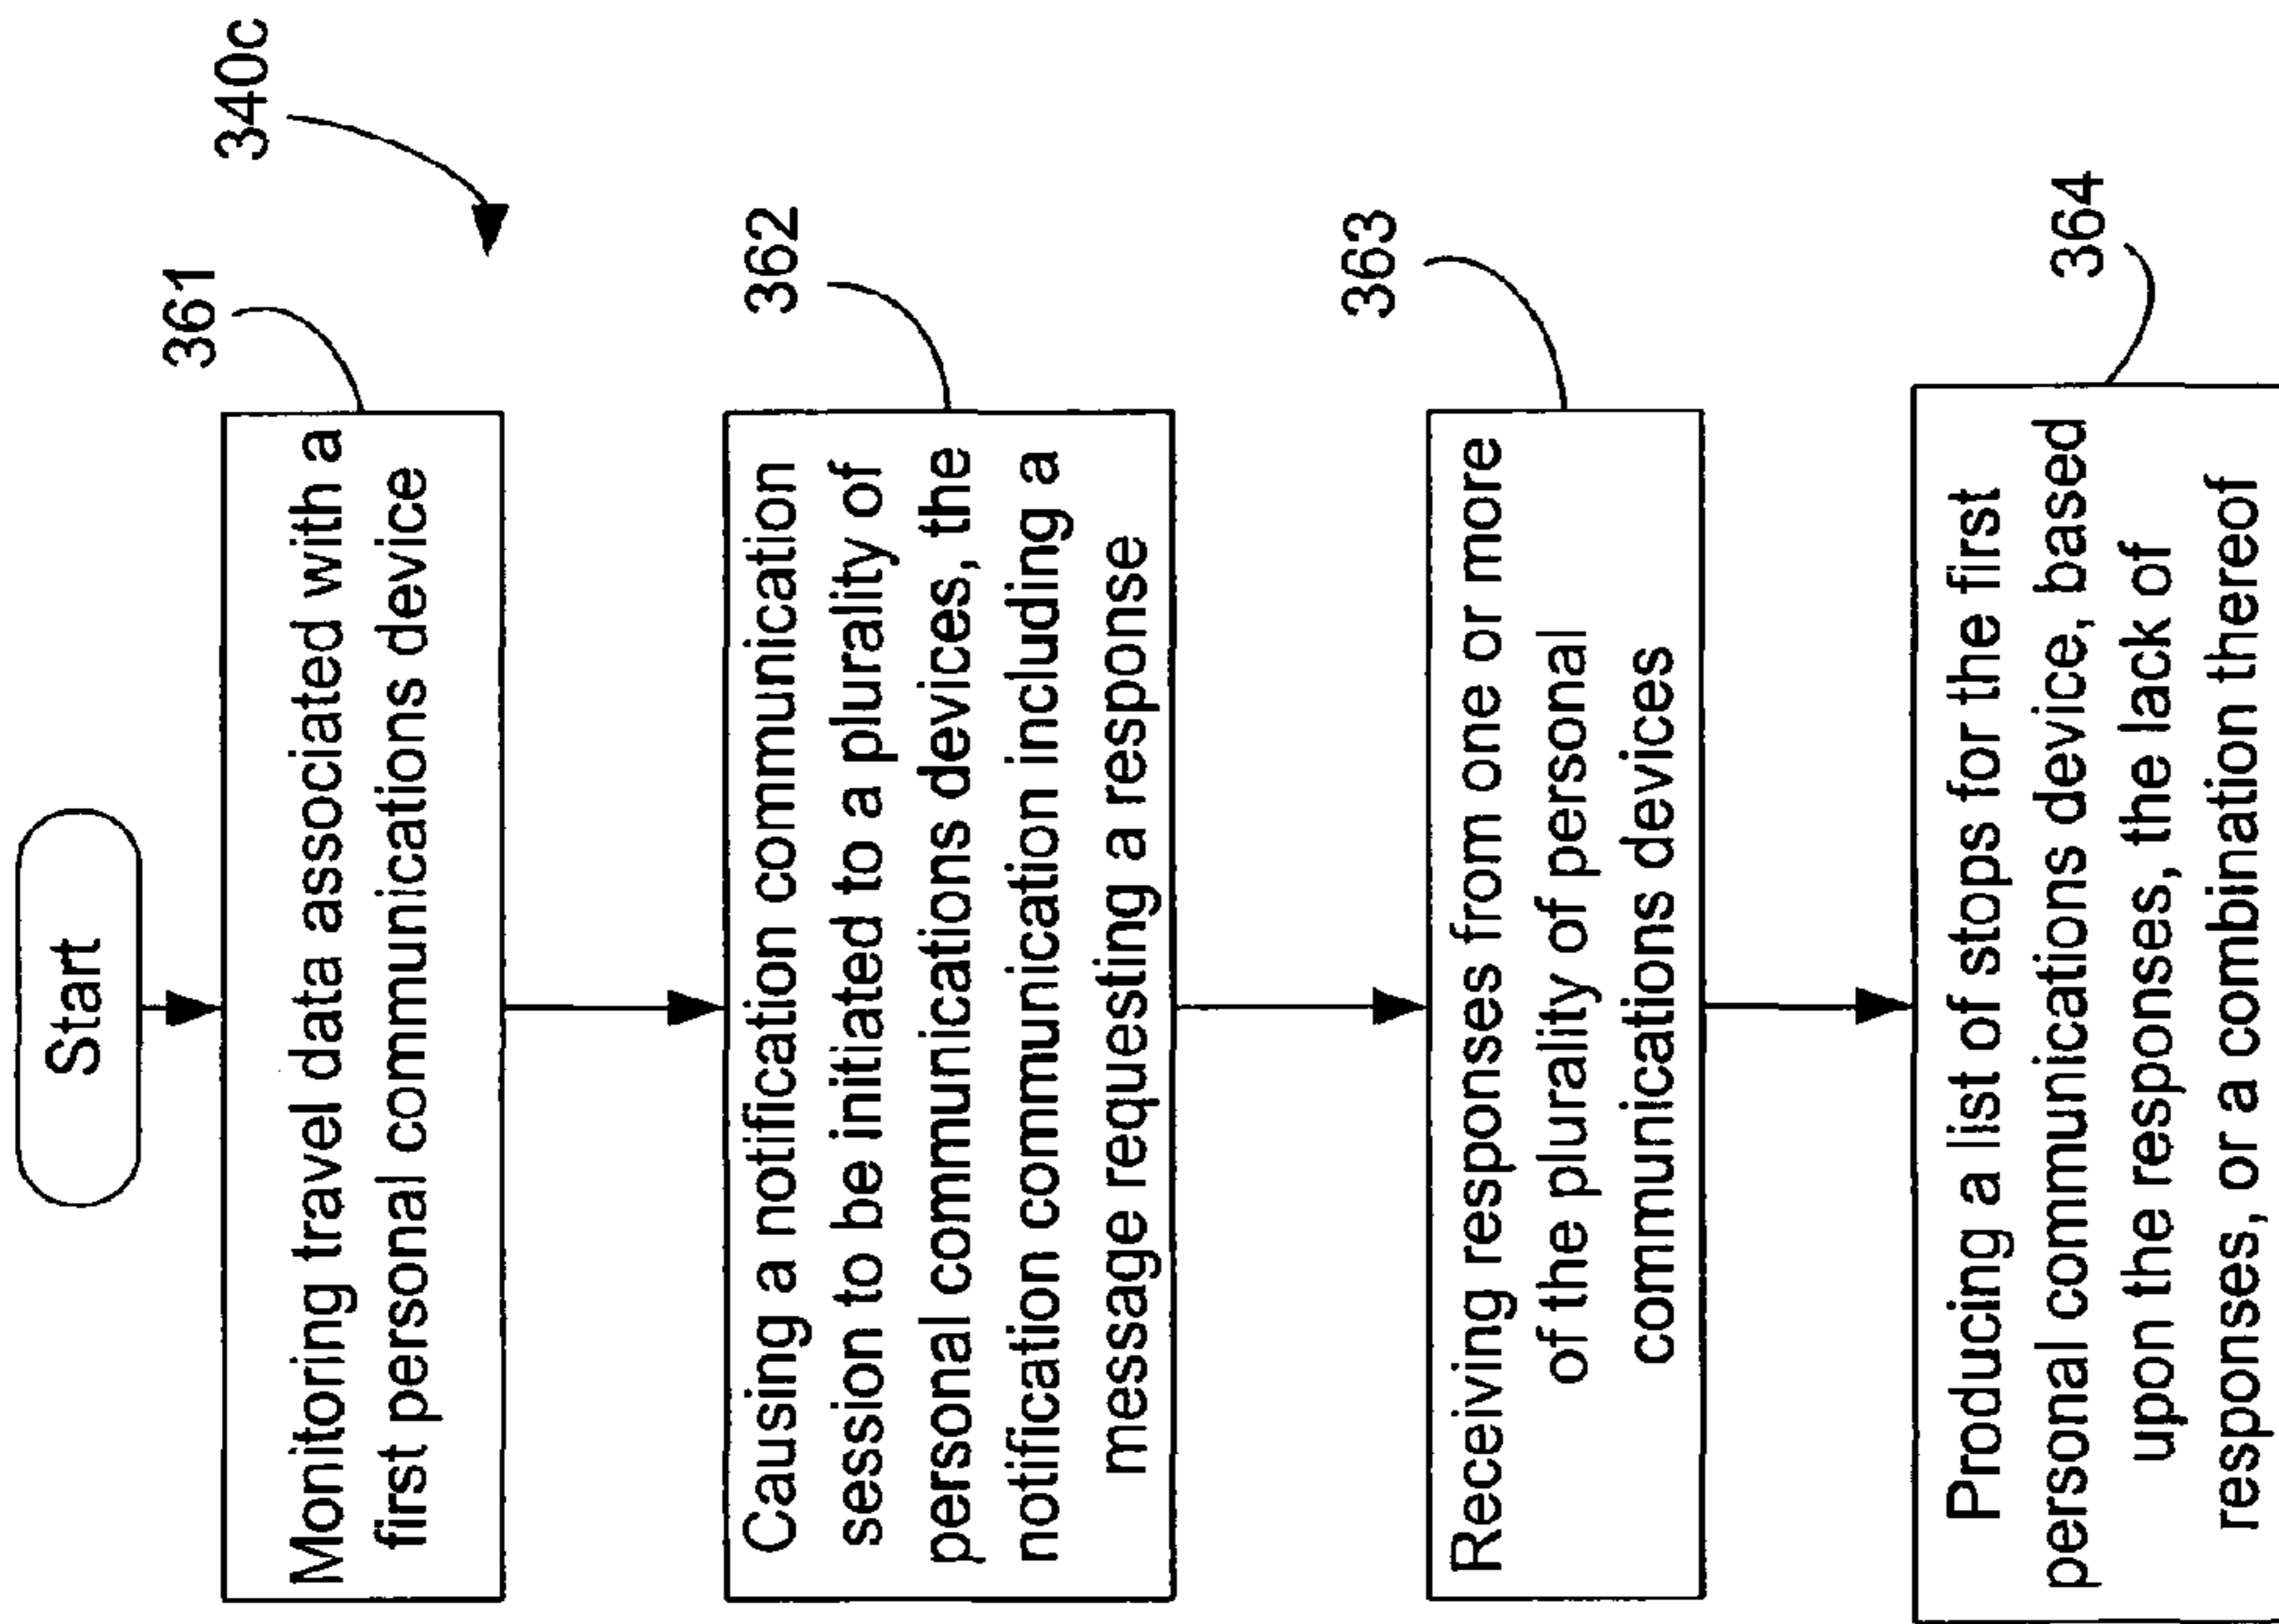 Start
340c
361
Monitoring travel data associated with a
first personal communications device
362
Causing a notification communication
session to be initiated to a plurality of
personal communications devices, the
notification communication including a
message requesting a response
363
Receiving responses from one or more
of the plurality of personal
communications devices
364
Producing a list of stops for the first
personal communications device, based
upon the responses, the lack of
responses, or a combination thereof